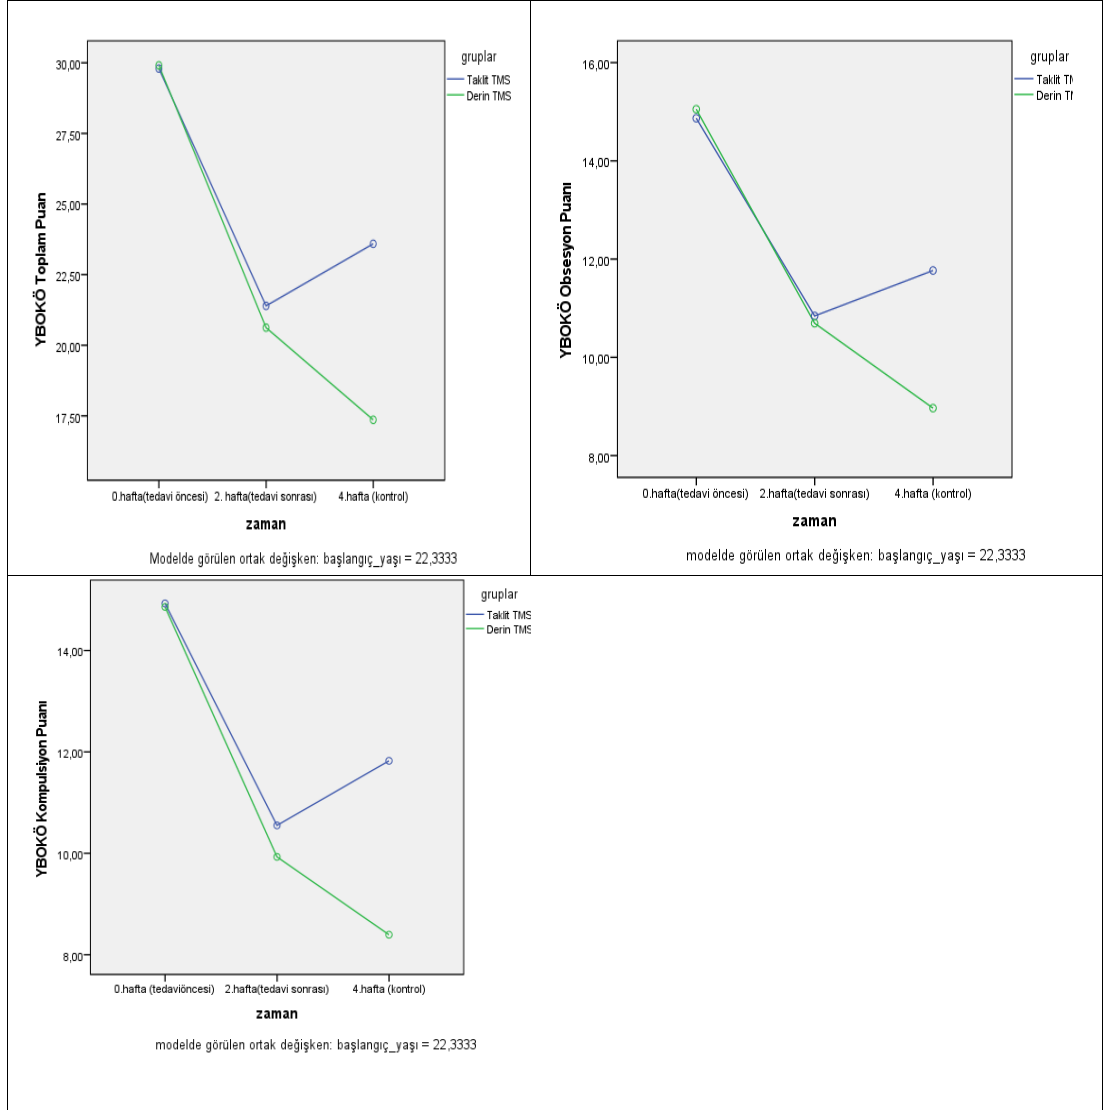 gruplar
Taklit TMS
Derin TMS
30,00
27,50
25,00
22,50
20,00
17,50
YBOKÖ Toplam Puan
0.hafta(tedavi öncesi) 2. hafta(tedavi sonrası) 4.hafta (kontrol)
zaman
Modelde görülen ortak değişken: başlangıç_yaşı = 22,3333
gruplar
Taklit TM
Derin TM
16,00
14,00
12,00
10,00
8,00
YBOKÖ Obsesyon Puanı
0.hafta(tedavi öncesi) 2.hafta(tedavi sonrası) 4.hafta (kontrol)
zaman
modelde görülen ortak değişken: başlangıç_yaşı = 22,3333
gruplar
Taklit TMS
Derin TMS
14,00
12,00
10,00
8,00
YBOKÖ Kompulsiyon Puanı
0.hafta (tedaviöncesi) 2.hafta(tedavi sonrası) 4.hafta (kontrol)
zaman
modelde görülen ortak değişken: başlangıç_yaşı = 22,3333